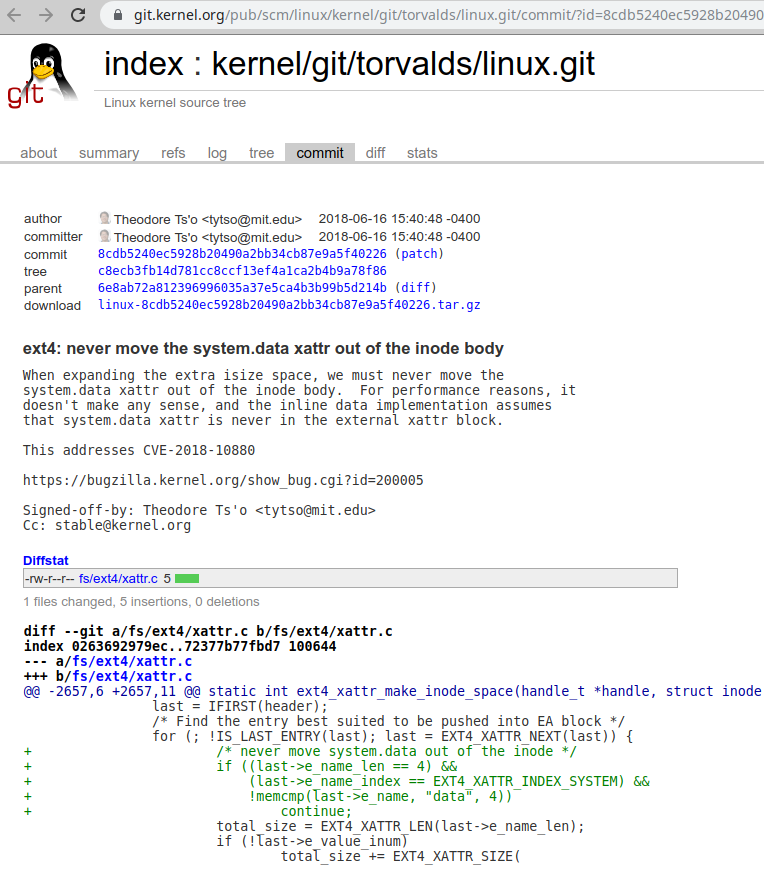 git.kernel.org/pub/scm/linux/kernel/git/torvalds/linux.git/commit/?id=8cdb5240ec5928b20490
git
index : kernel/git/torvalds/linux.git
Linux kernel source tree
about summary refs log tree commit diff stats
author Theodore Ts'o <tytso@mit.edu> 2018-06-16 15:40:48 -0400
committer Theodore Ts'o <tytso@mit.edu> 2018-06-16 15:40:48 -0400
commit 8cdb5240ec5928b20490a2bb34cb87e9a5f40226 (patch)
tree c8ecb3fb14d781cc8ccf13ef4a1ca2b4b9a78f86
parent 6e8ab72a812396996035a37e5ca4b3b99b5d214b (diff)
download linux-8cdb5240ec5928b20490a2bb34cb87e9a5f40226.tar.gz
ext4: never move the system.data xattr out of the inode body
When expanding the extra isize space, we must never move the
system.data xattr out of the inode body.  For performance reasons, it
doesn't make any sense, and the inline data implementation assumes
that system.data xattr is never in the external xattr block.
This addresses CVE-2018-10880
https://bugzilla.kernel.org/show_bug.cgi?id=200005
Signed-off-by: Theodore Ts'o <tytso@mit.edu>
Cc: stable@kernel.org
Diffstat
-rw-r--r-- fs/ext4/xattr.c 5
1 files changed, 5 insertions, 0 deletions
diff --git a/fs/ext4/xattr.c b/fs/ext4/xattr.c
index 0263692979ec..72377b77fbd7 100644
--- a/fs/ext4/xattr.c
+++ b/fs/ext4/xattr.c
@@ -2657,6 +2657,11 @@ static int ext4_xattr_make_inode_space(handle_t *handle, struct inode
last = IFIRST(header);
/* Find the entry best suited to be pushed into EA block */
for (; !IS_LAST_ENTRY(last); last = EXT4_XATTR_NEXT(last)) {
+ /* never move system.data out of the inode */
+ if ((last->e_name_len == 4) &&
+ (last->e_name_index == EXT4_XATTR_INDEX_SYSTEM) &&
+ !memcmp(last->e_name, "data", 4))
+ continue;
total_size = EXT4_XATTR_LEN(last->e_name_len);
if (!last->e_value_inum)
total_size += EXT4_XATTR_SIZE(